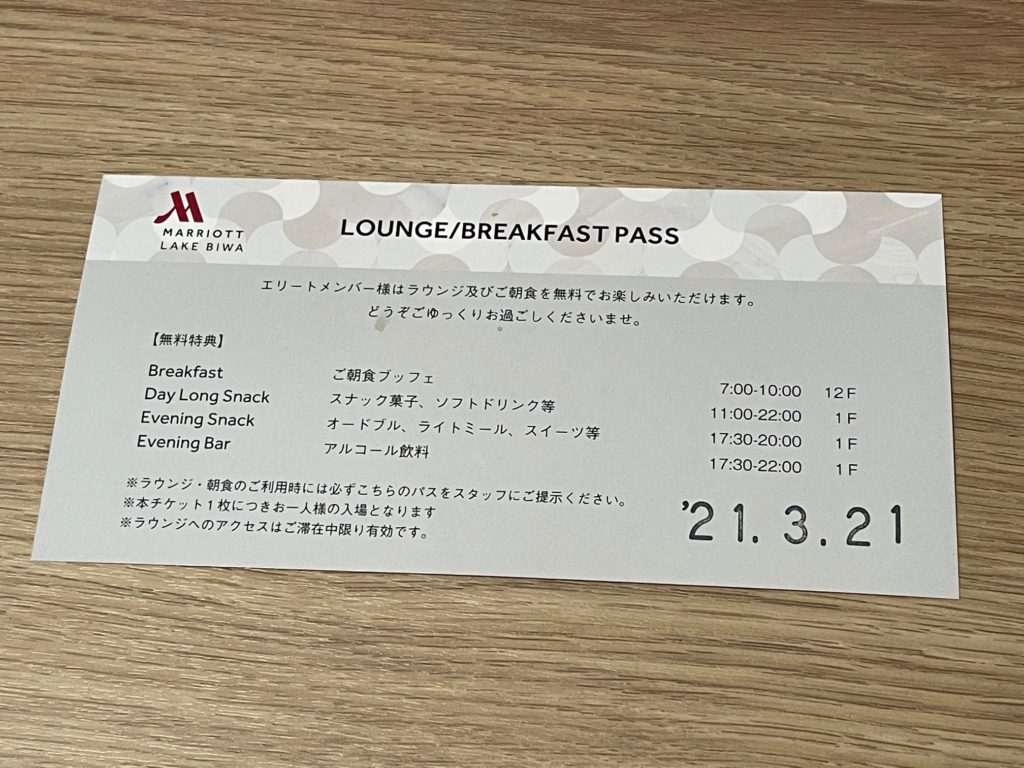 MARRIOTT
LAKE BIWA
LOUNGE/BREAKFAST PASS
エリートメンバー様はラウンジ及びご朝食を無料でお楽しみいただけます。
どうぞごゆっくりお過ごしくださいませ。
【無料特典】
Breakfast ご朝食ブッフェ 7:00-10:00 12F
Day Long Snack スナック菓子、ソフトドリンク等 11:00-22:00 1F
Evening Snack オードブル、ライトミール、スイーツ等 17:30-20:00 1F
Evening Bar アルコール飲料 17:30-22:00 1F
※ラウンジ・朝食のご利用時には必ずこちらのパスをスタッフにご提示ください。
※本チケット1枚につきお一人様の入場となります
※ラウンジへのアクセスはご滞在中限り有効です。
'21.3.21